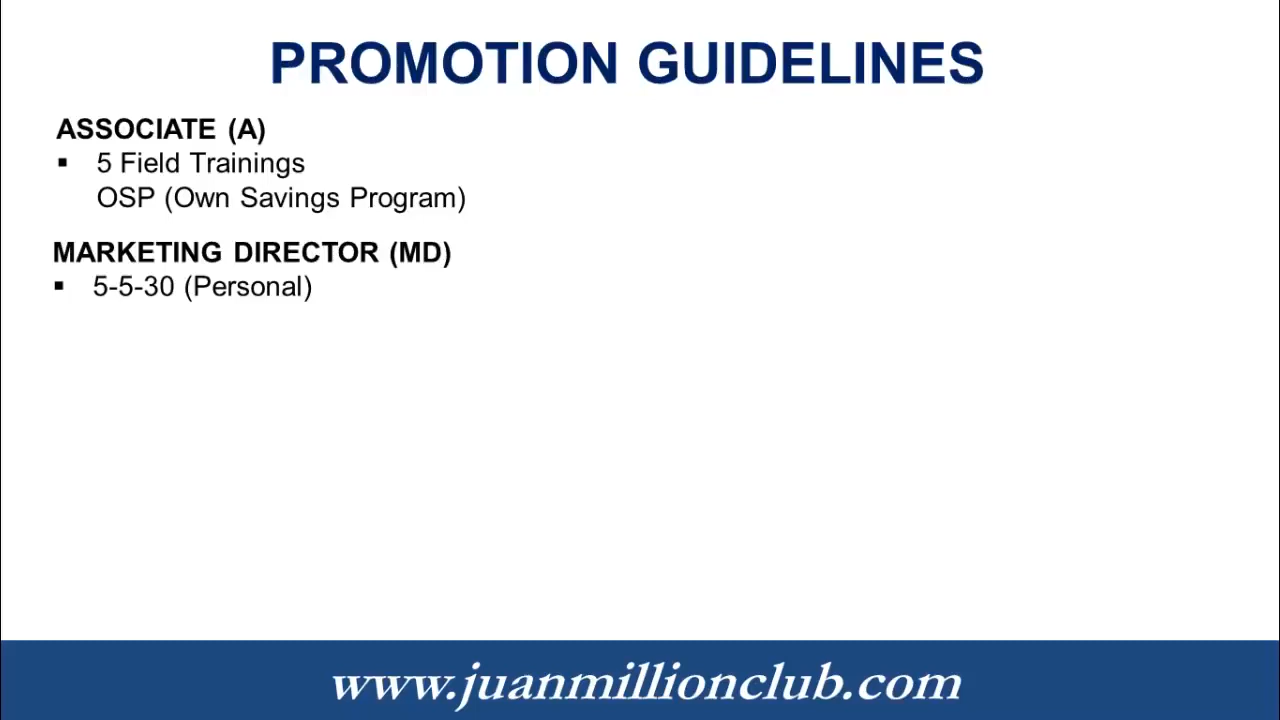 PROMOTION GUIDELINES
ASSOCIATE (A)
▪ 5 Field Trainings
OSP (Own Savings Program)
MARKETING DIRECTOR (MD)
▪ 5-5-30 (Personal)
www.juanmillionclub.com